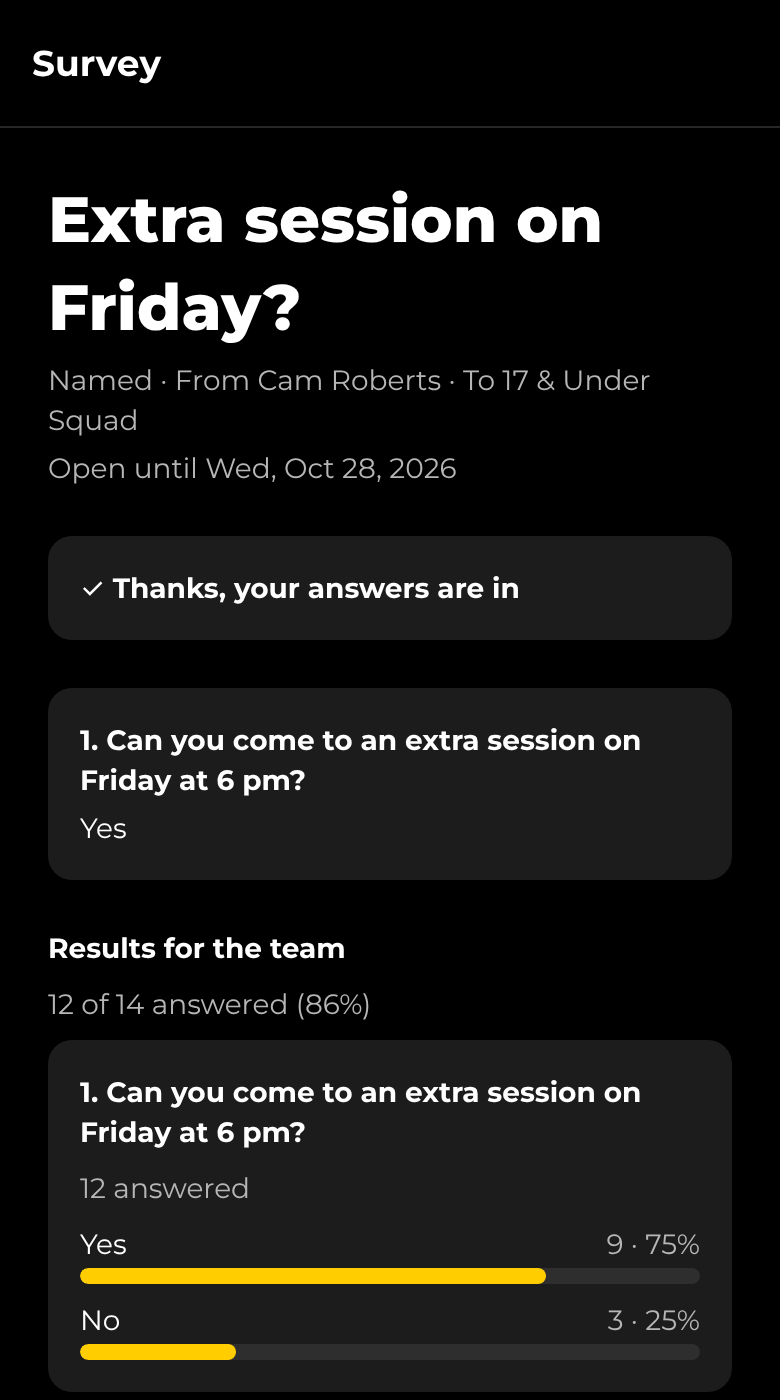 Survey
Extra session on
Friday?
Named · From Cam Roberts · To 17 & Under
Squad
Open until Wed, Oct 28, 2026
✓ Thanks, your answers are in
1. Can you come to an extra session on
Friday at 6 pm?
Yes
Results for the team
12 of 14 answered (86%)
1. Can you come to an extra session on
Friday at 6 pm?
12 answered
Yes 9 · 75%
No 3 · 25%